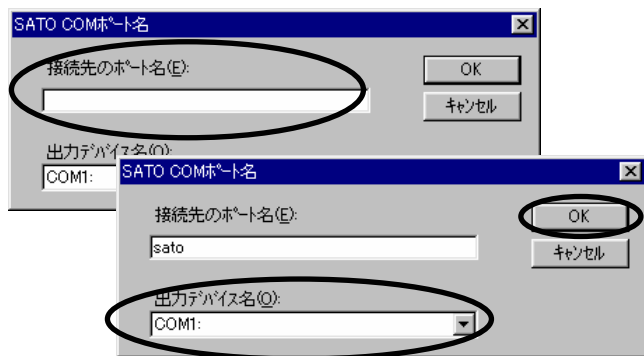 SATO COMﾎﾟｰﾄ名
接続先のポート名(E):
OK
ｷｬﾝｾﾙ
出力ﾃﾞﾊﾞｲｽ名(O):
COM1:
SATO COMﾎﾟｰﾄ名
接続先のポート名(E):
sato
OK
ｷｬﾝｾﾙ
出力ﾃﾞﾊﾞｲｽ名(O):
COM1: